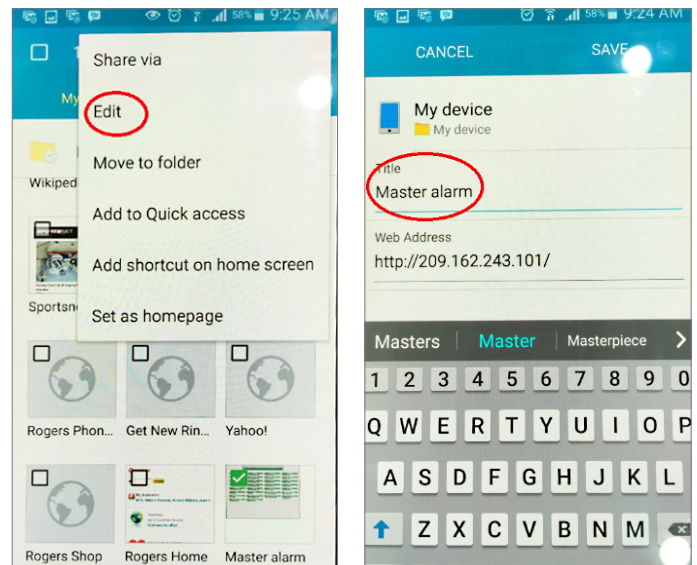 58% 9:25 AM
Share via
My
Edit
Move to folder
Wikiped
Add to Quick access
Add shortcut on home screen
Sportsn
Set as homepage
Rogers Phon... Get New Rin... Yahoo!
Rogers Shop Rogers Home Master alarm
58% 9:24 AM
CANCEL SAVE
My device
My device
Title
Master alarm
Web Address
http://209.162.243.101/
Masters Master Masterpiece
1 2 3 4 5 6 7 8 9 0
Q W E R T Y U I O P
A S D F G H J K L
Z X C V B N M